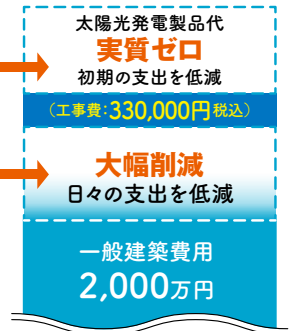 太陽光発電製品代
実質ゼロ
初期の支出を低減
（工事費：330,000円税込）
大幅削減
日々の支出を低減
一般建築費用
2,000万円